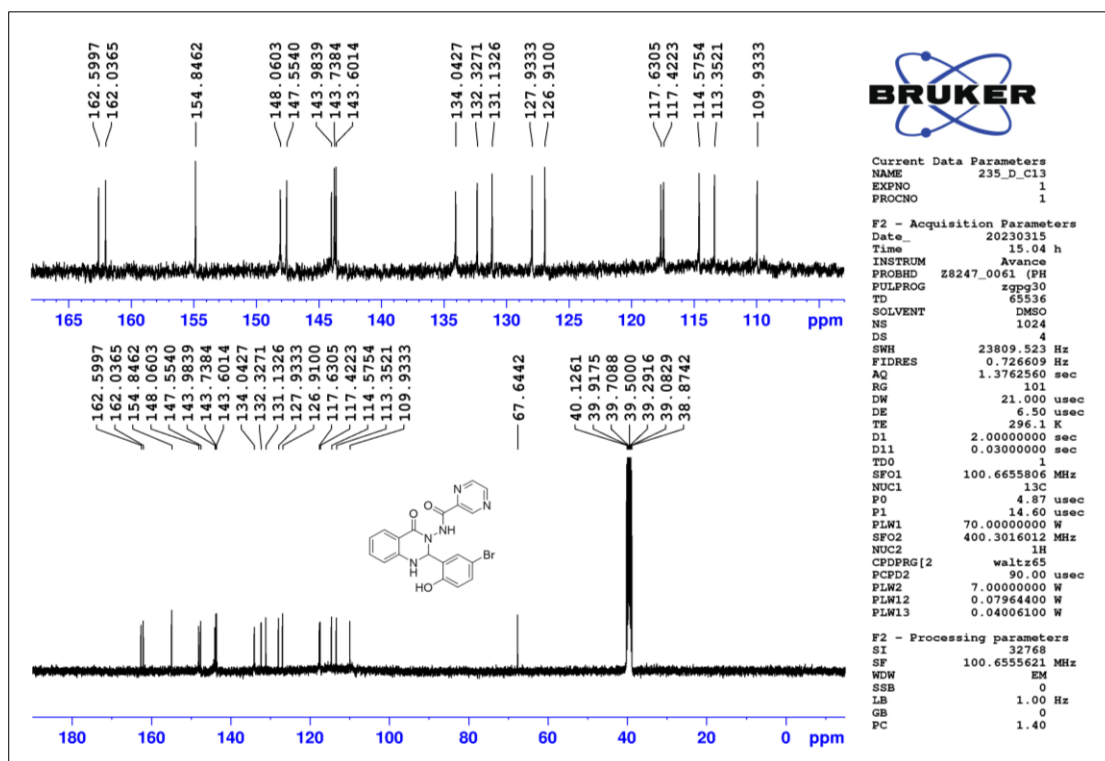 162.5997
162.0365
154.8462
148.0603
147.5540
143.9839
143.7384
143.6014
134.0427
132.3271
131.1326
127.9333
126.9100
117.6305
117.4223
114.5754
113.3521
109.9333
165 160 155 150 145 140 135 130 125 120 115 110 ppm
162.5997
162.0365
154.8462
148.0603
147.5540
143.9839
143.7384
143.6014
134.0427
132.3271
131.1326
127.9333
126.9100
117.6305
117.4223
114.5754
113.3521
109.9333
67.6442
40.1261
39.9175
39.7088
39.5000
39.2916
39.0829
38.8742
N
O
N
O
NH
N
N
H
Br
HO
180 160 140 120 100 80 60 40 20 0 ppm
BRUKER
Current Data Parameters
NAME 235_D_C13
EXPNO 1
PROCNO 1
F2 - Acquisition Parameters
Date_ 20230315
Time 15.04 h
INSTRUM Avance
PROBHD Z8247_0061 (PH
PULPROG zgpg30
TD 65536
SOLVENT DMSO
NS 1024
DS 4
SWH 23809.523 Hz
FIDRES 0.726609 Hz
AQ 1.3762560 sec
RG 101
DW 21.000 usec
DE 6.50 usec
TE 296.1 K
D1 2.00000000 sec
D11 0.03000000 sec
TD0 1
SFO1 100.6655806 MHz
NUC1 13C
P0 4.87 usec
P1 14.60 usec
PLW1 70.00000000 W
SFO2 400.3016012 MHz
NUC2 1H
CPDPRG[2 waltz65
PCPD2 90.00 usec
PLW2 7.00000000 W
PLW12 0.07964400 W
PLW13 0.04006100 W
F2 - Processing parameters
SI 32768
SF 100.6555621 MHz
WDW EM
SSB 0
LB 1.00 Hz
GB 0
PC 1.40